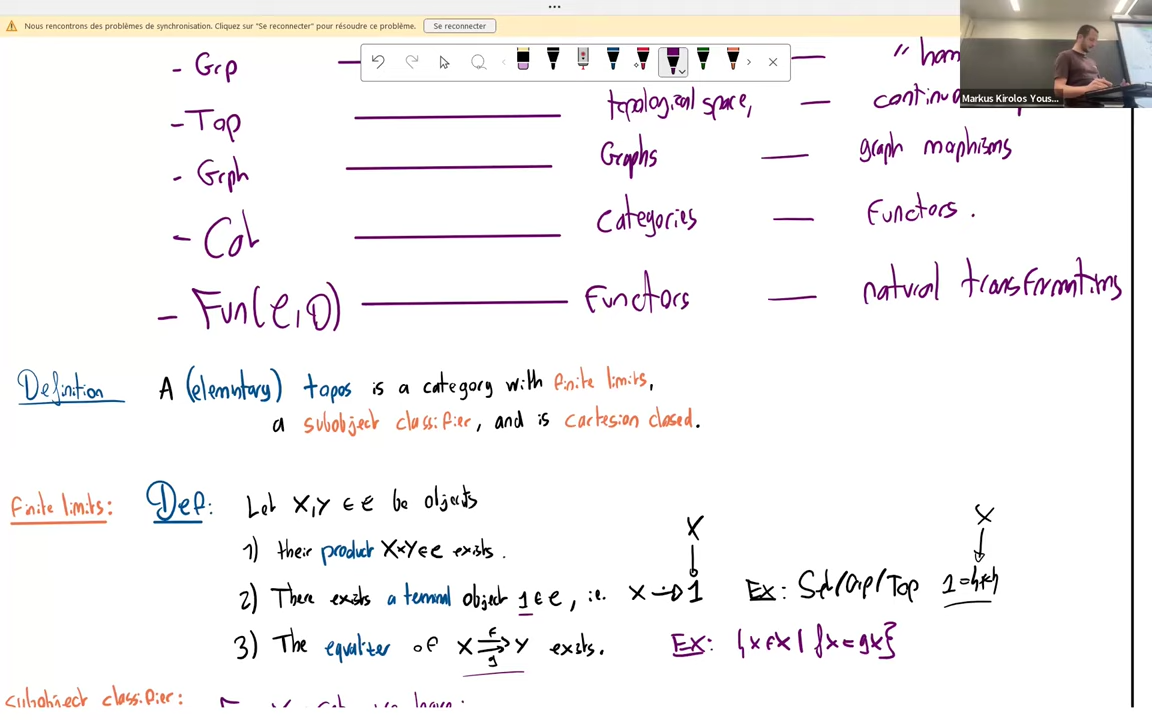 ...
Nous rencontrons des problèmes de synchronisation. Cliquez sur "Se reconnecter" pour résoudre ce problème. Se reconnecter
- Grp — " hom
Markus Kirolos Yous...
- Top — topological space, — continu
- Grph — Graphs — graph maphisms
- Cat — Categories — Functors.
- Fun(C,D) — Functors — natural transformations
Definition A (elementary) topos is a category with finite limits,
a subobject classifier, and is cartesian closed.
Finite limits: Def: Let X,Y ∈ C be objects
1) their product X×Y∈C exists.
X
X
2) There exists a terminal object 1∈C, i.e. X → 1 Ex: Set/Grp/Top 1={*}
3) The equalizer of X ⇉ Y exists. Ex: {x∈X | fx=gx}
f
g
subobject classifier: